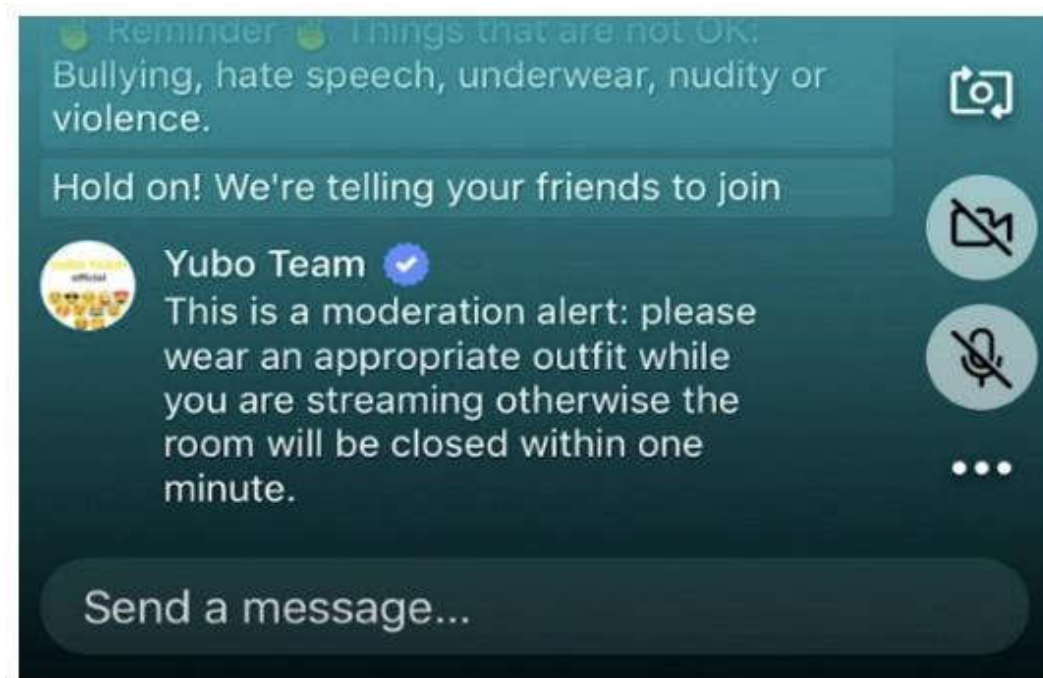 Reminder Things that are not OK:
Bullying, hate speech, underwear, nudity or
violence.
Hold on! We're telling your friends to join
Yubo Team
This is a moderation alert: please
wear an appropriate outfit while
you are streaming otherwise the
room will be closed within one
minute.
Send a message...